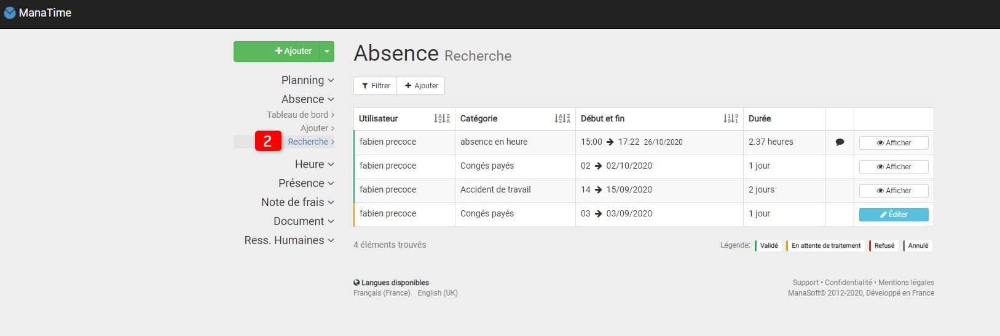 ManaTime
Ajouter
Planning
Absence
Tableau de bord
Ajouter
2 Recherche
Heure
Présence
Note de frais
Document
Ress. Humaines
Absence Recherche
Filtrer Ajouter
Utilisateur Catégorie Début et fin Durée
fabien precoce absence en heure 15:00 → 17:22 26/10/2020 2.37 heures Afficher
fabien precoce Congés payés 02 → 02/10/2020 1 jour Afficher
fabien precoce Accident de travail 14 → 15/09/2020 2 jours Afficher
fabien precoce Congés payés 03 → 03/09/2020 1 jour Éditer
4 éléments trouvés Légende: Validé En attente de traitement Refusé Annulé
Langues disponibles
Français (France) English (UK)
Support • Confidentialité • Mentions légales
ManaSoft© 2012-2020, Développé en France